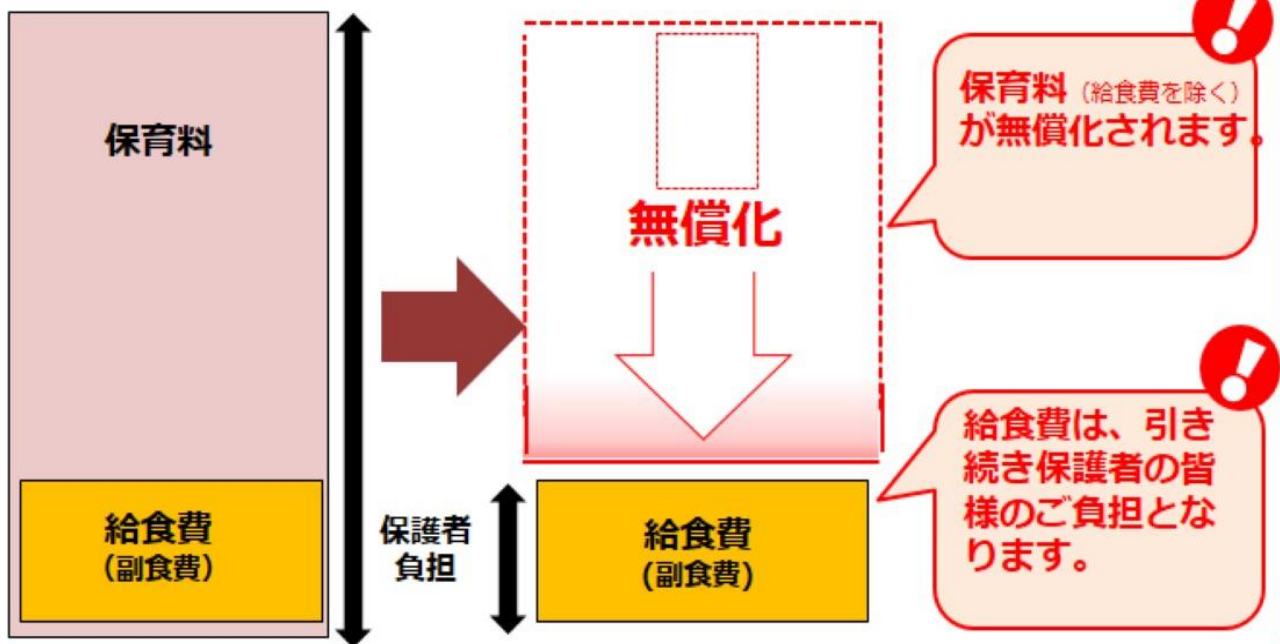 保育料
給食費
(副食費)
保護者
負担
無償化
給食費
(副食費)
保育料（給食費を除く）
が無償化されます。
給食費は、引き
続き保護者の皆
様のご負担とな
ります。